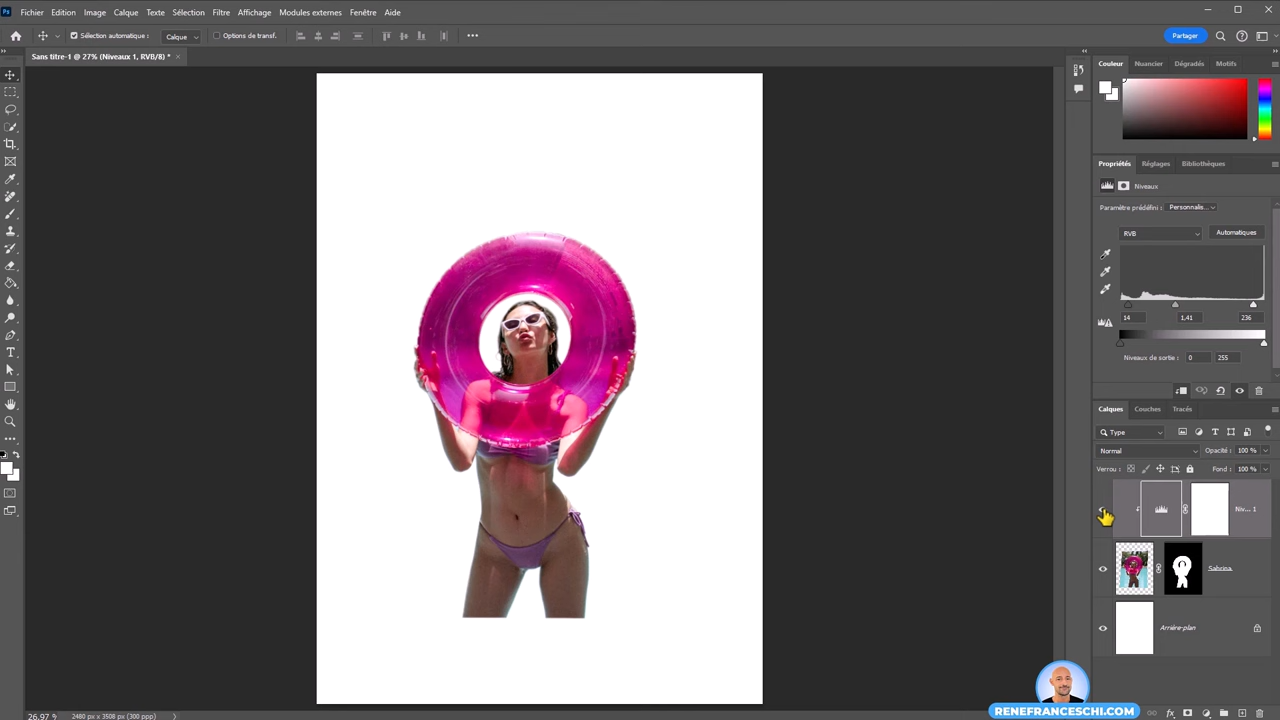 Fichier Edition Image Calque Texte Sélection Filtre Affichage Modules externes Fenêtre Aide
Sélection automatique : Calque Options de transf. Partager
Sans titre-1 @ 27% (Niveaux 1, RVB/8) *
Couleur Nuancier Dégradés Motifs
Propriétés Réglages Bibliothèques
Niveaux
Paramètre prédéfini : Personnalis...
RVB Automatiques
14 1,41 236
Niveaux de sortie : 0 255
Calques Couches Tracés
Type
Normal Opacité : 100 %
Verrou : Fond : 100 %
Niv... 1
Sabrina
Arrière-plan
26,97 % 2480 px x 3508 px (300 ppp)
RENEFRANCESCHI.COM